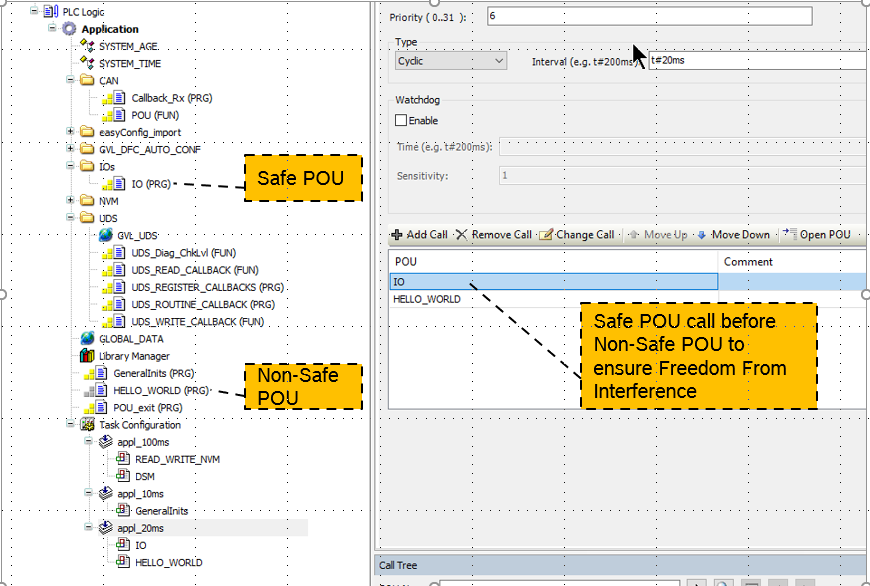 PLC Logic
Application
SYSTEM_AGE
SYSTEM_TIME
CAN
Callback_Rx (PRG)
POU (FUN)
easyConfig_import
GVL_DFC_AUTO_CONF
IOs
IO (PRG)
NVM
UDS
GVL_UDS
UDS_Diag_ChkLvl (FUN)
UDS_READ_CALLBACK (FUN)
UDS_REGISTER_CALLBACKS (PRG)
UDS_ROUTINE_CALLBACK (PRG)
UDS_WRITE_CALLBACK (FUN)
GLOBAL_DATA
Library Manager
GeneralInits (PRG)
HELLO_WORLD (PRG)
POU_exit (PRG)
Task Configuration
appl_100ms
READ_WRITE_NVM
DSM
appl_10ms
GeneralInits
appl_20ms
IO
HELLO_WORLD
Safe POU
Non-Safe
POU
Priority ( 0..31 ): 6
Type
Cyclic Interval (e.g. t#200ms) t#20ms
Watchdog
Enable
Time (e.g. t#200ms):
Sensitivity: 1
Add Call Remove Call Change Call Move Up Move Down Open POU
POU Comment
IO
HELLO_WORLD
Safe POU call before
Non-Safe POU to
ensure Freedom From
Interference
Call Tree